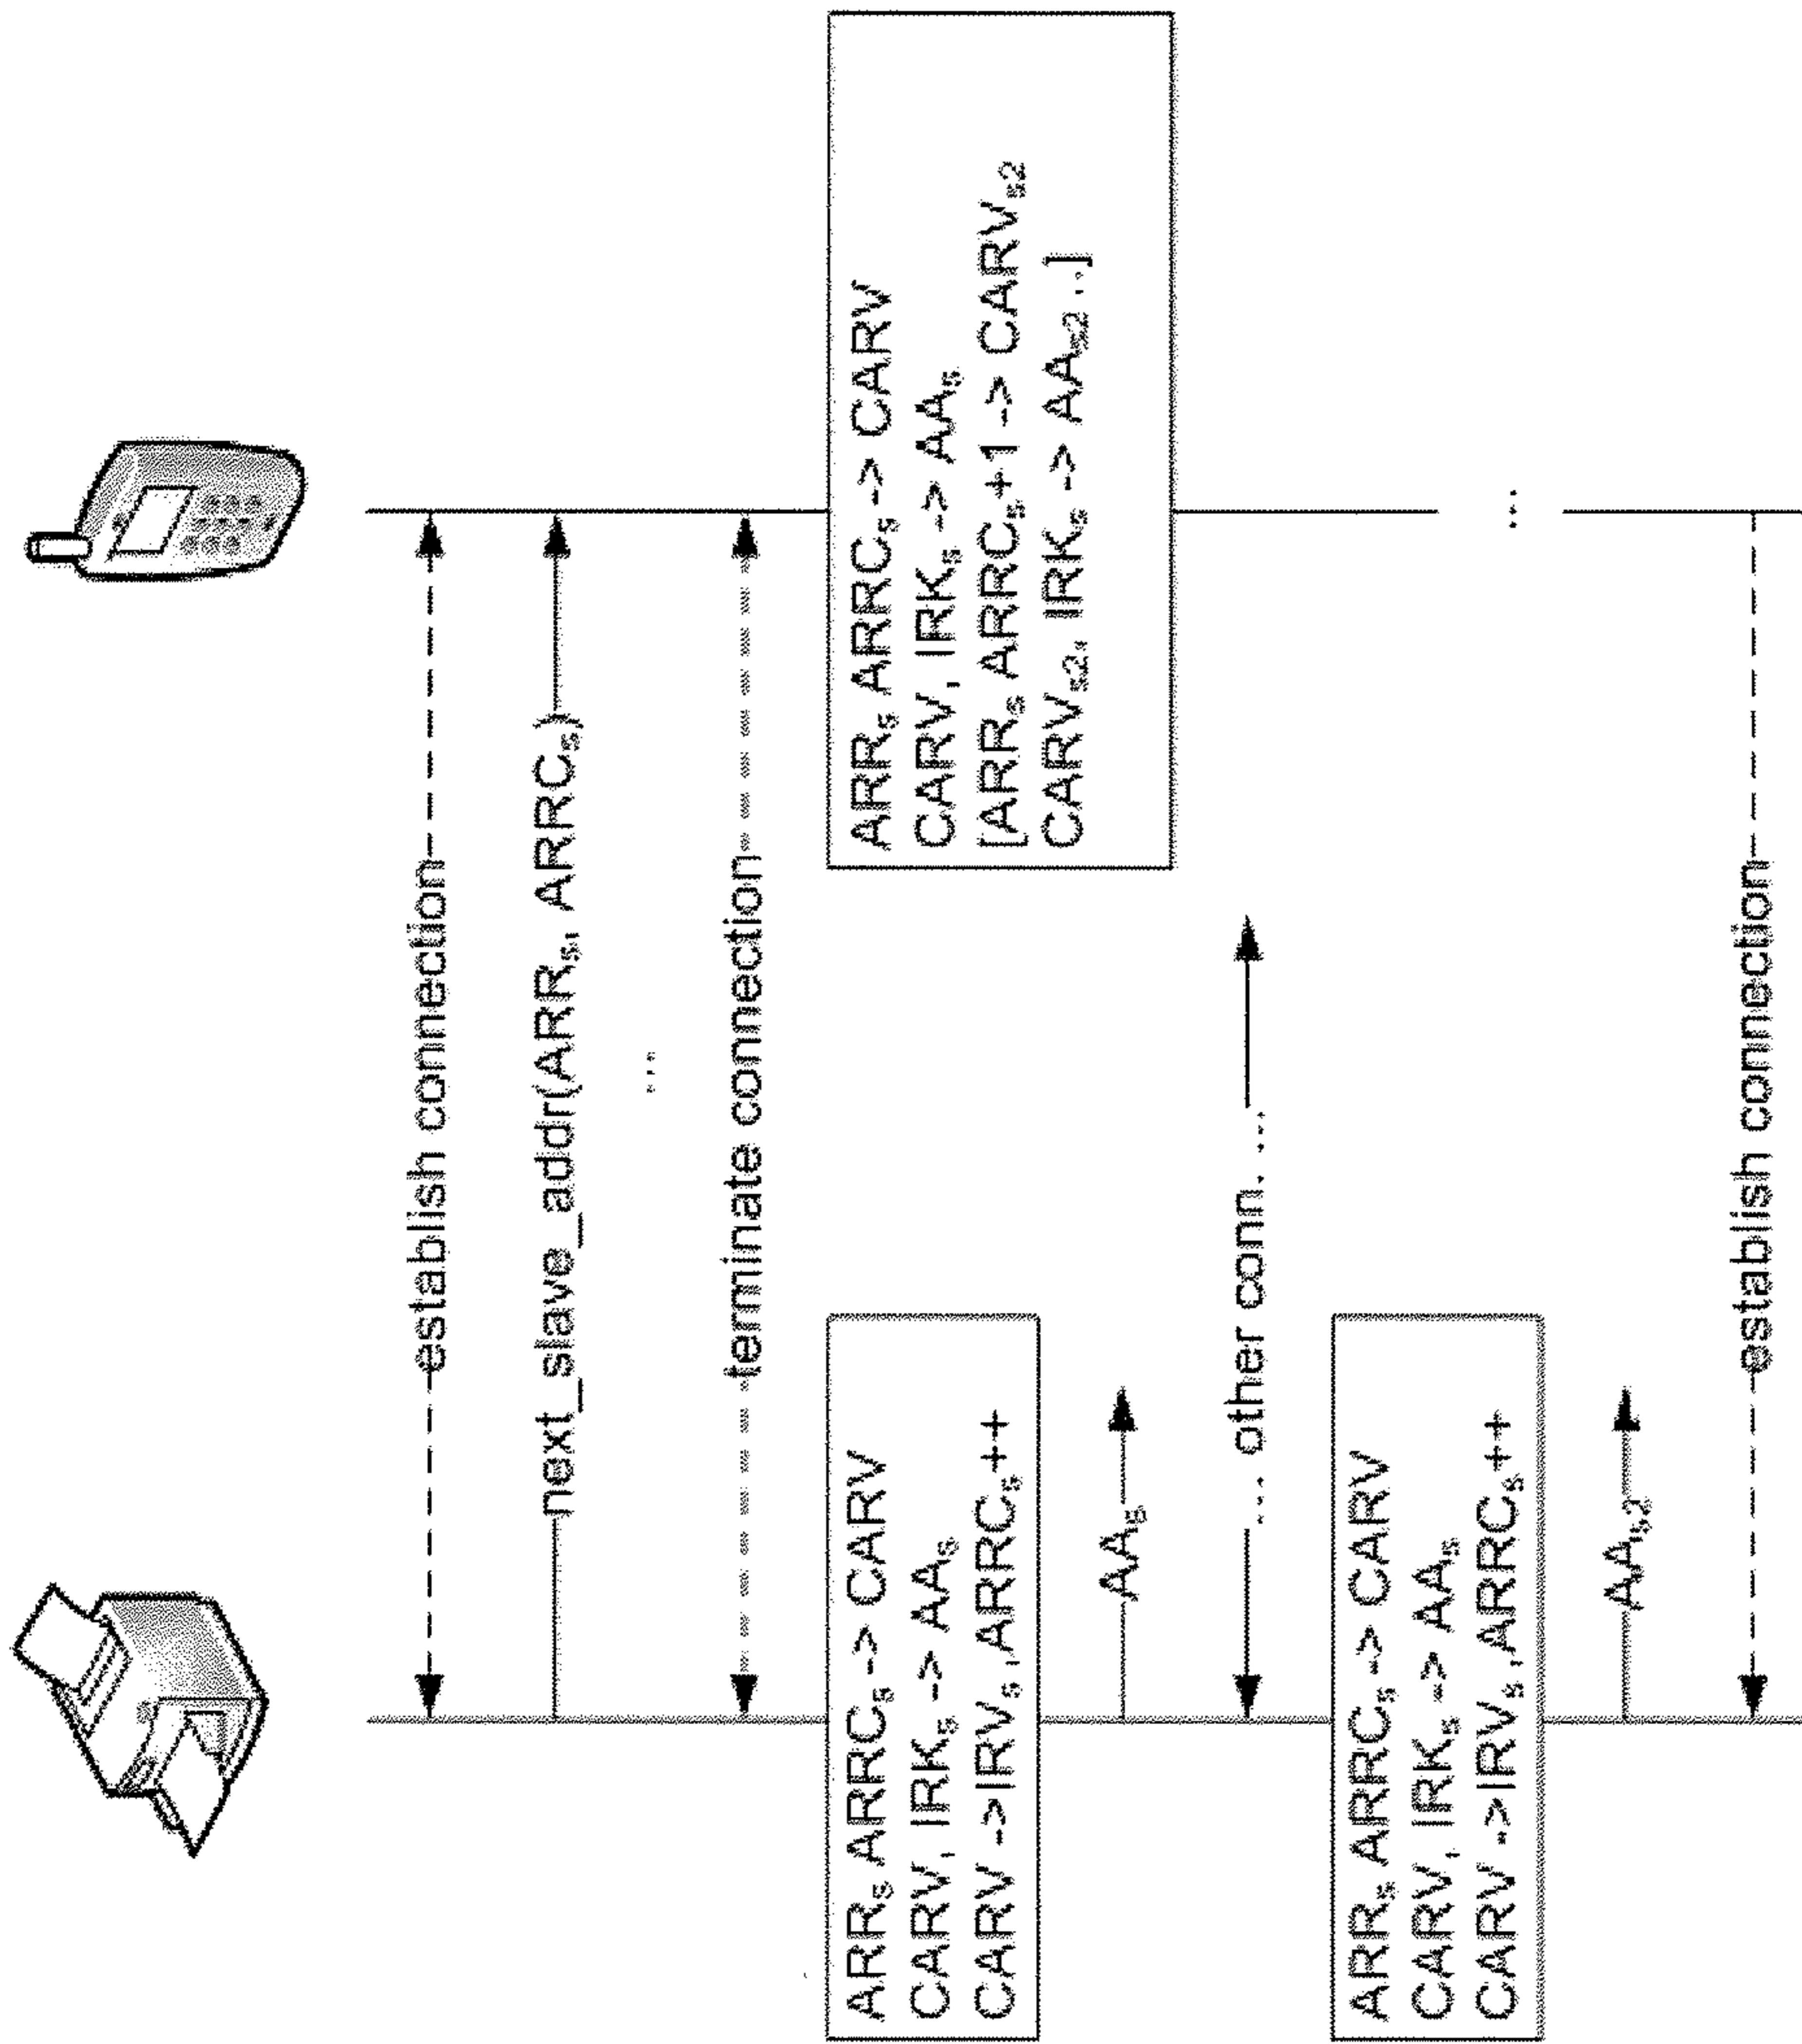 establish connection
next_slave_addr(ARRₛ, ARRCₛ)
...
terminate connection
ARRₛ, ARRCₛ -> CARV
CARV, IRKₛ -> AAₛ
CARV ->IRVₛ, ARRCₛ++
ARRₛ, ARRCₛ -> CARV
CARV, IRKₛ -> AAₛ
[ARRₛ, ARRCₛ+1 -> CARVₛ₂
CARVₛ₂, IRKₛ -> AAₛ₂ ..]
AAₛ
... other conn. ...
ARRₛ, ARRCₛ -> CARV
CARV, IRKₛ -> AAₛ
CARV ->IRVₛ, ARRCₛ++
...
AAₛ₂
establish connection